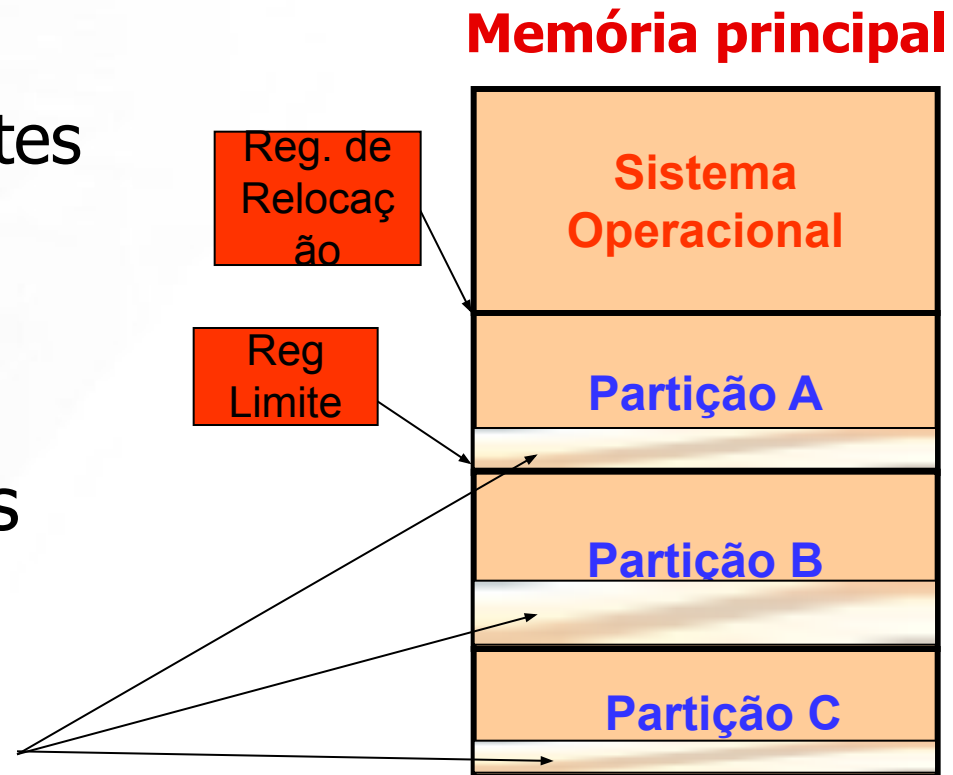 Memória principal
tes
Reg. de
Relocaç
ão
Sistema
Operacional
Reg
Limite
Partição A
s
Partição B
Partição C